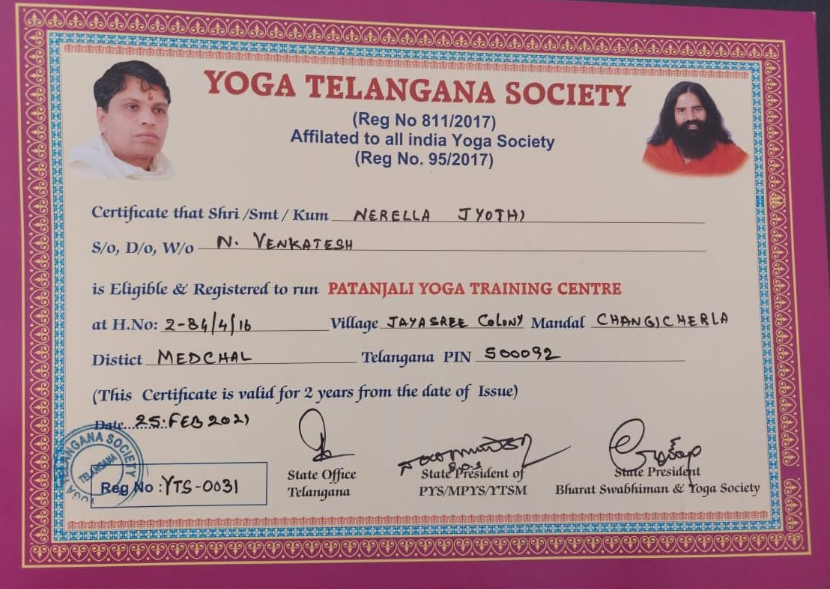 YOGA TELANGANA SOCIETY
(Reg No 811/2017)
Affilated to all india Yoga Society
(Reg No. 95/2017)
Certificate that Shri /Smt / Kum NERELLA JYOTHI
S/o, D/o, W/o N. VENKATESH
is Eligible & Registered to run PATANJALI YOGA TRAINING CENTRE
at H.No: 2-84/4/16 Village JAYASREE COLONY Mandal CHANGICHERLA
Distict MEDCHAL Telangana PIN 500092
(This Certificate is valid for 2 years from the date of Issue)
Date...25.FEB 2021
TELANGANA SOCIETY
TELANGANA
Reg No : YTS-0031
State Office
Telangana
State President of
PYS/MPYS/YTSM
State President
Bharat Swabhiman & Yoga Society